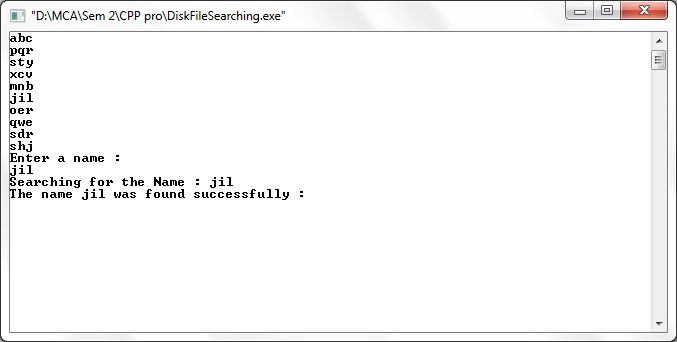 "D:\MCA\Sem 2\CPP pro\DiskFileSearching.exe"
abc
pqr
sty
xcv
mnb
jil
oer
qwe
sdr
shj
Enter a name :
jil
Searching for the Name : jil
The name jil was found successfully :